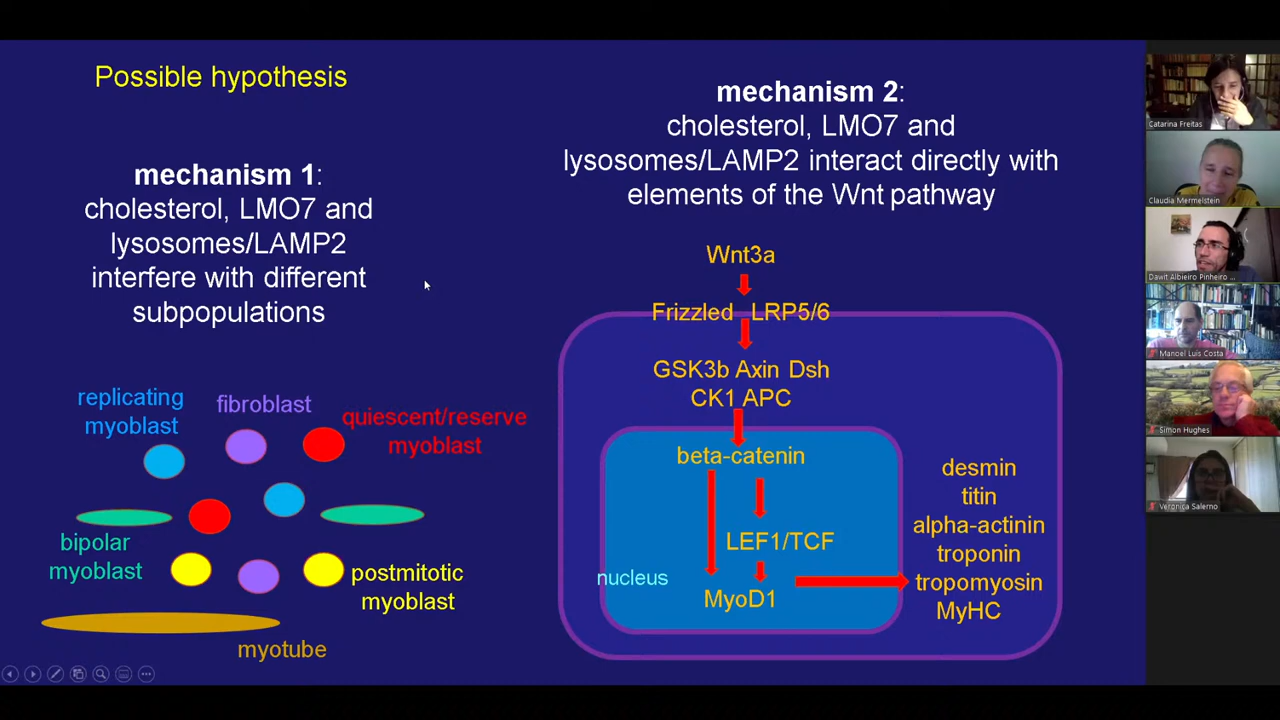 Possible hypothesis
mechanism 1:
cholesterol, LMO7 and
lysosomes/LAMP2
interfere with different
subpopulations
replicating
myoblast
fibroblast
quiescent/reserve
myoblast
bipolar
myoblast
postmitotic
myoblast
myotube
mechanism 2:
cholesterol, LMO7 and
lysosomes/LAMP2 interact directly with
elements of the Wnt pathway
Wnt3a
Frizzled LRP5/6
GSK3b Axin Dsh
CK1 APC
beta-catenin
LEF1/TCF
nucleus
MyoD1
desmin
titin
alpha-actinin
troponin
tropomyosin
MyHC
Catarina Freitas
Claudia Mermelstein
Dawit Albieiro Pinheiro ...
Manoel Luis Costa
Simon Hughes
Veronica Salerno